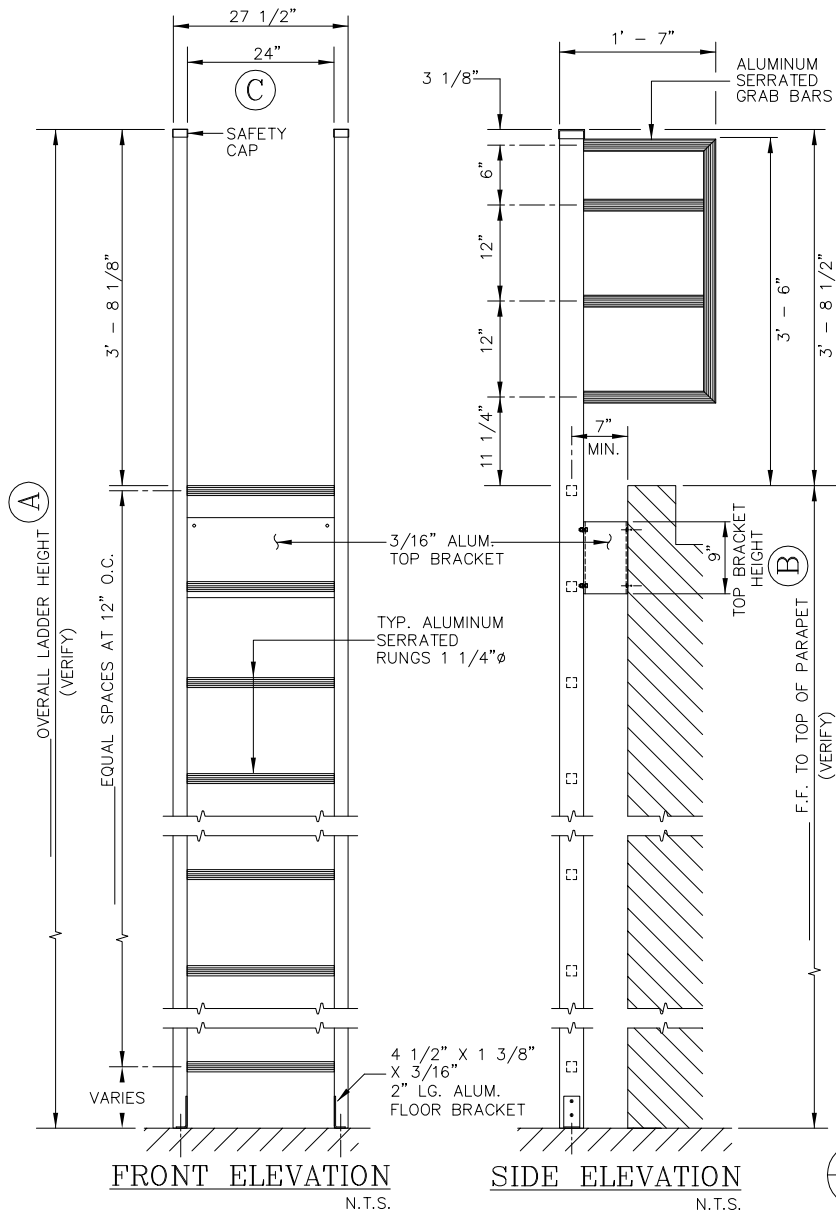 27 1/2"
24"
C
SAFETY
CAP
3' - 8 1/8"
A
OVERALL LADDER HEIGHT
(VERIFY)
EQUAL SPACES AT 12" O.C.
VARIES
3/16" ALUM.
TOP BRACKET
TYP. ALUMINUM
SERRATED
RUNGS 1 1/4"ø
4 1/2" X 1 3/8"
X 3/16"
2" LG. ALUM.
FLOOR BRACKET
FRONT ELEVATION
N.T.S.
1' - 7"
3 1/8"
ALUMINUM
SERRATED
GRAB BARS
6"
12"
12"
11 1/4"
7"
MIN.
3' - 6"
3' - 8 1/2"
9"
TOP BRACKET
HEIGHT
B
F.F. TO TOP OF PARAPET
(VERIFY)
SIDE ELEVATION
N.T.S.